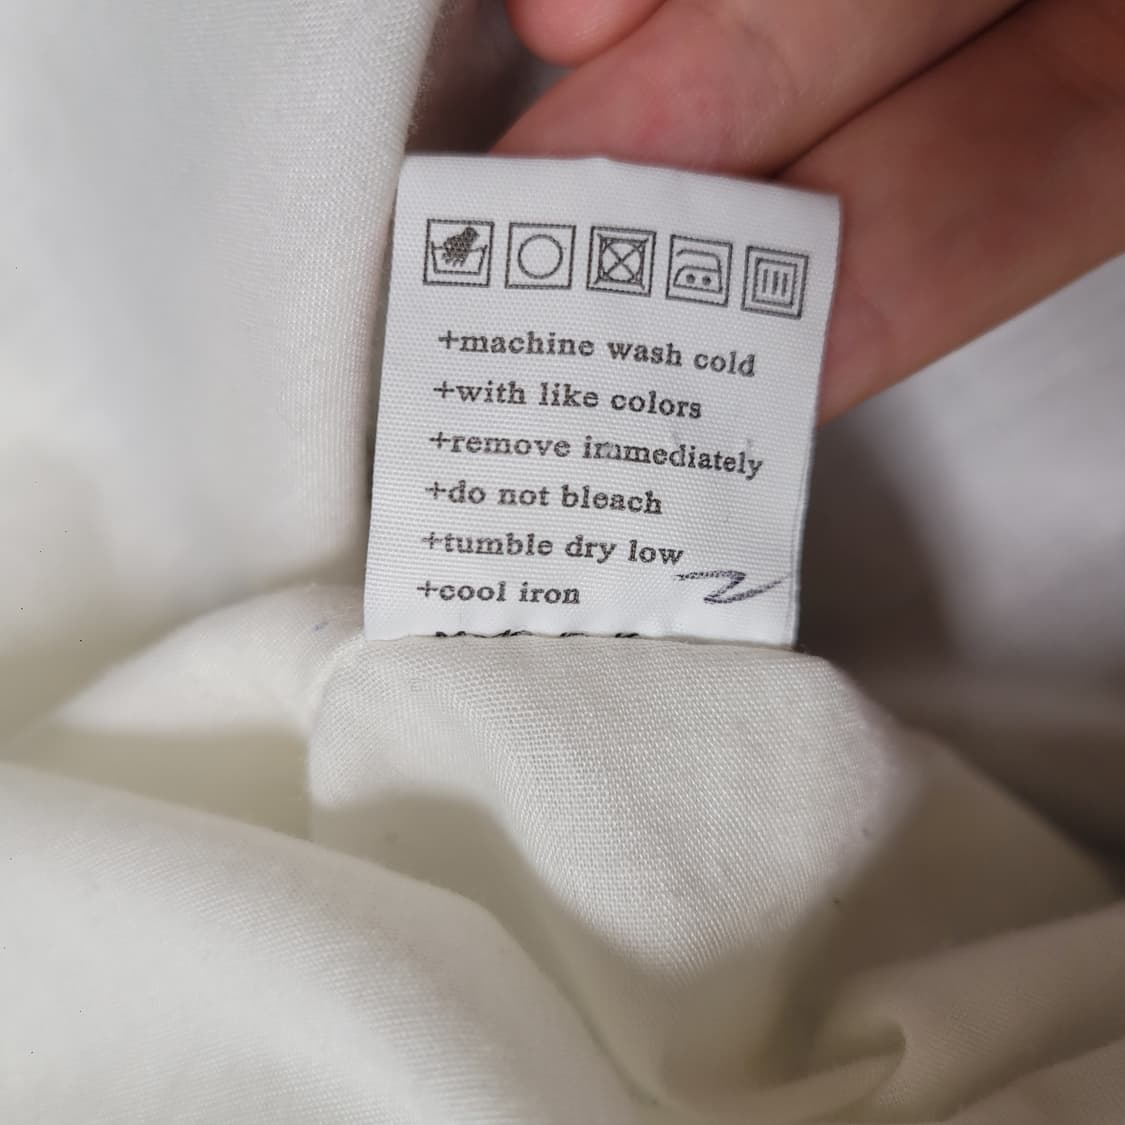 +machine wash cold
+with like colors
+remove immediately
+do not bleach
+tumble dry low
+cool iron